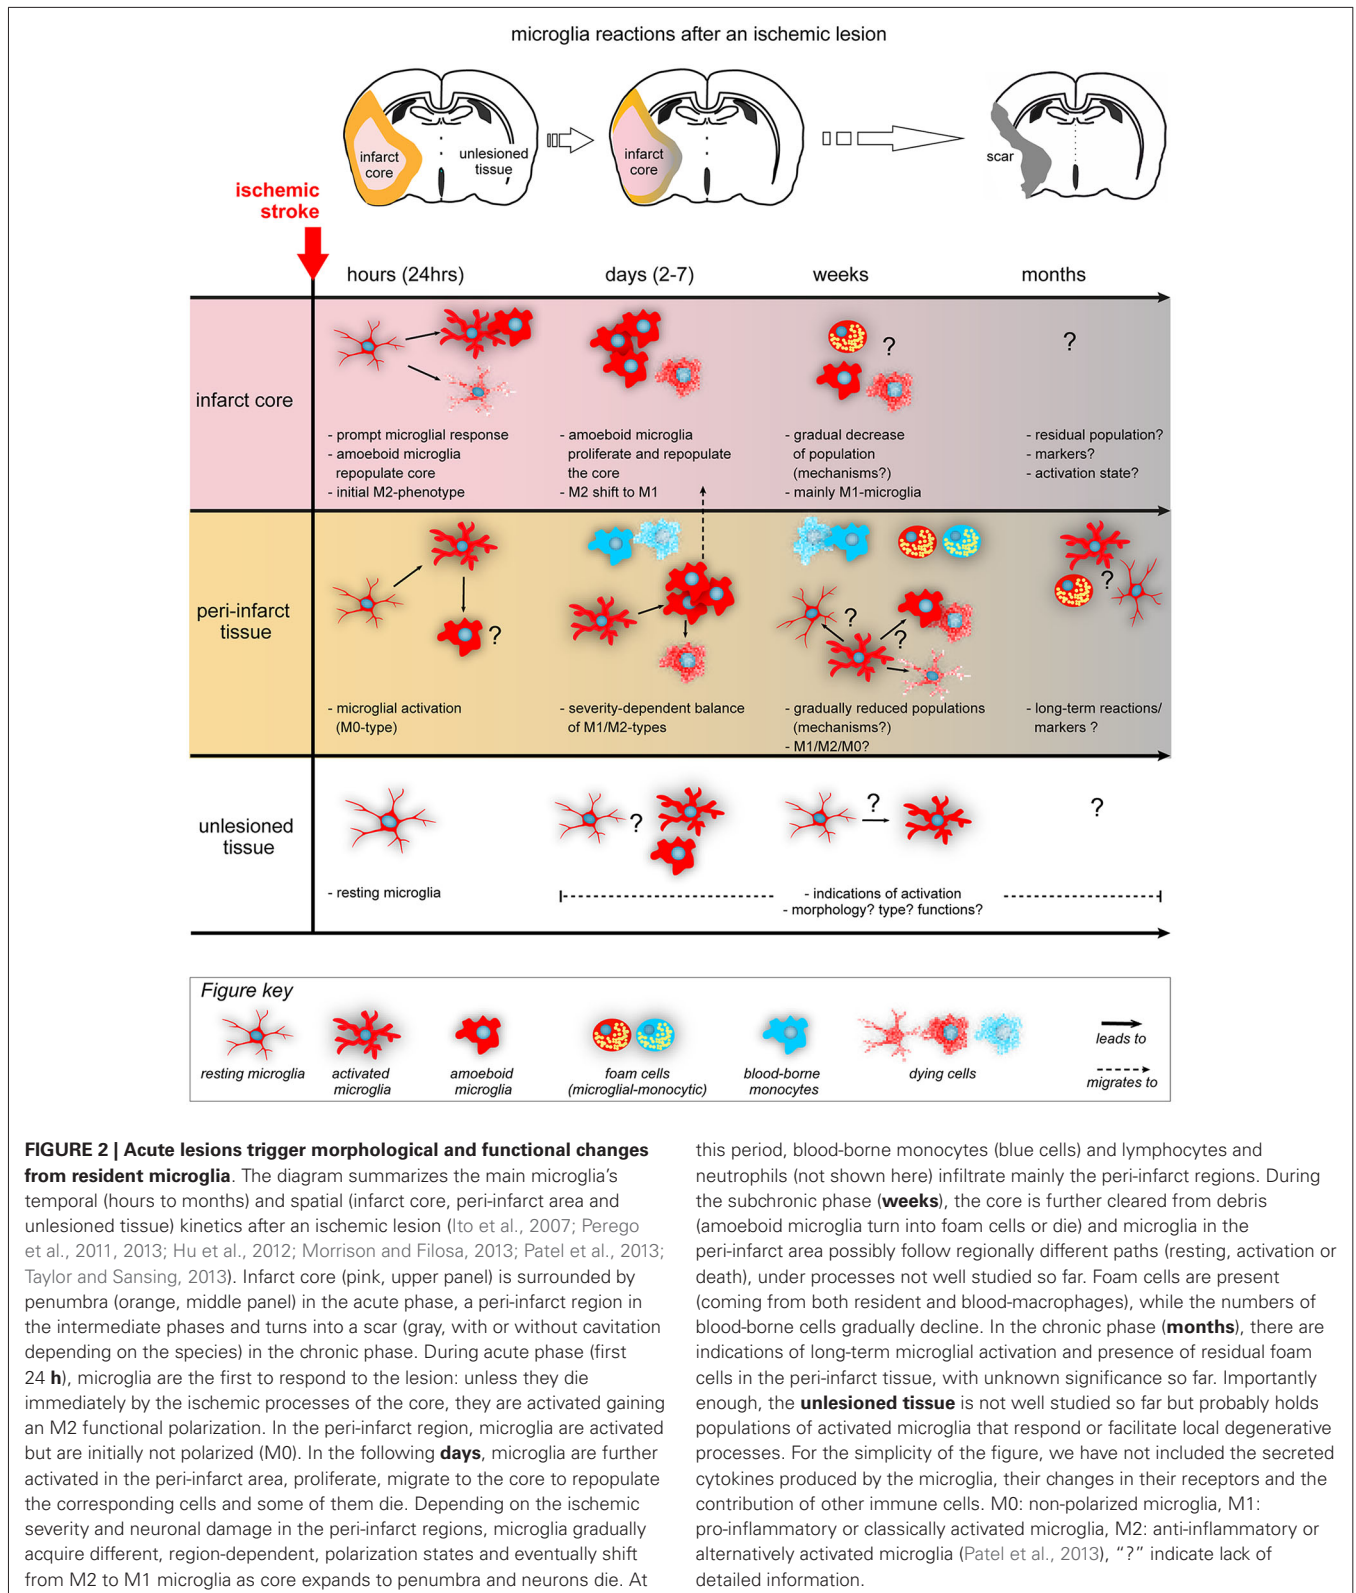 microglia reactions after an ischemic lesion
infarct
core
unlesioned
tissue
infarct
core
scar
ischemic
stroke
hours (24hrs)
days (2-7)
weeks
months
infarct core
?
?
- prompt microglial response
- amoeboid microglia
repopulate core
- initial M2-phenotype
- amoeboid microglia
proliferate and repopulate
the core
- M2 shift to M1
- gradual decrease
of population
(mechanisms?)
- mainly M1-microglia
- residual population?
- markers?
- activation state?
peri-infarct
tissue
?
?
?
?
- microglial activation
(M0-type)
- severity-dependent balance
of M1/M2-types
- gradually reduced populations
(mechanisms?)
- M1/M2/M0?
- long-term reactions/
markers ?
unlesioned
tissue
?
?
?
- resting microglia
- indications of activation
- morphology? type? functions?
Figure key
resting microglia
activated
microglia
amoeboid
microglia
foam cells
(microglial-monocytic)
blood-borne
monocytes
dying cells
leads to
migrates to
FIGURE 2 | Acute lesions trigger morphological and functional changes
from resident microglia. The diagram summarizes the main microglia's
temporal (hours to months) and spatial (infarct core, peri-infarct area and
unlesioned tissue) kinetics after an ischemic lesion (Ito et al., 2007; Perego
et al., 2011, 2013; Hu et al., 2012; Morrison and Filosa, 2013; Patel et al., 2013;
Taylor and Sansing, 2013). Infarct core (pink, upper panel) is surrounded by
penumbra (orange, middle panel) in the acute phase, a peri-infarct region in
the intermediate phases and turns into a scar (gray, with or without cavitation
depending on the species) in the chronic phase. During acute phase (first
24 h), microglia are the first to respond to the lesion: unless they die
immediately by the ischemic processes of the core, they are activated gaining
an M2 functional polarization. In the peri-infarct region, microglia are activated
but are initially not polarized (M0). In the following days, microglia are further
activated in the peri-infarct area, proliferate, migrate to the core to repopulate
the corresponding cells and some of them die. Depending on the ischemic
severity and neuronal damage in the peri-infarct regions, microglia gradually
acquire different, region-dependent, polarization states and eventually shift
from M2 to M1 microglia as core expands to penumbra and neurons die. At
this period, blood-borne monocytes (blue cells) and lymphocytes and
neutrophils (not shown here) infiltrate mainly the peri-infarct regions. During
the subchronic phase (weeks), the core is further cleared from debris
(amoeboid microglia turn into foam cells or die) and microglia in the
peri-infarct area possibly follow regionally different paths (resting, activation or
death), under processes not well studied so far. Foam cells are present
(coming from both resident and blood-macrophages), while the numbers of
blood-borne cells gradually decline. In the chronic phase (months), there are
indications of long-term microglial activation and presence of residual foam
cells in the peri-infarct tissue, with unknown significance so far. Importantly
enough, the unlesioned tissue is not well studied so far but probably holds
populations of activated microglia that respond or facilitate local degenerative
processes. For the simplicity of the figure, we have not included the secreted
cytokines produced by the microglia, their changes in their receptors and the
contribution of other immune cells. M0: non-polarized microglia, M1:
pro-inflammatory or classically activated microglia, M2: anti-inflammatory or
alternatively activated microglia (Patel et al., 2013), "?" indicate lack of
detailed information.